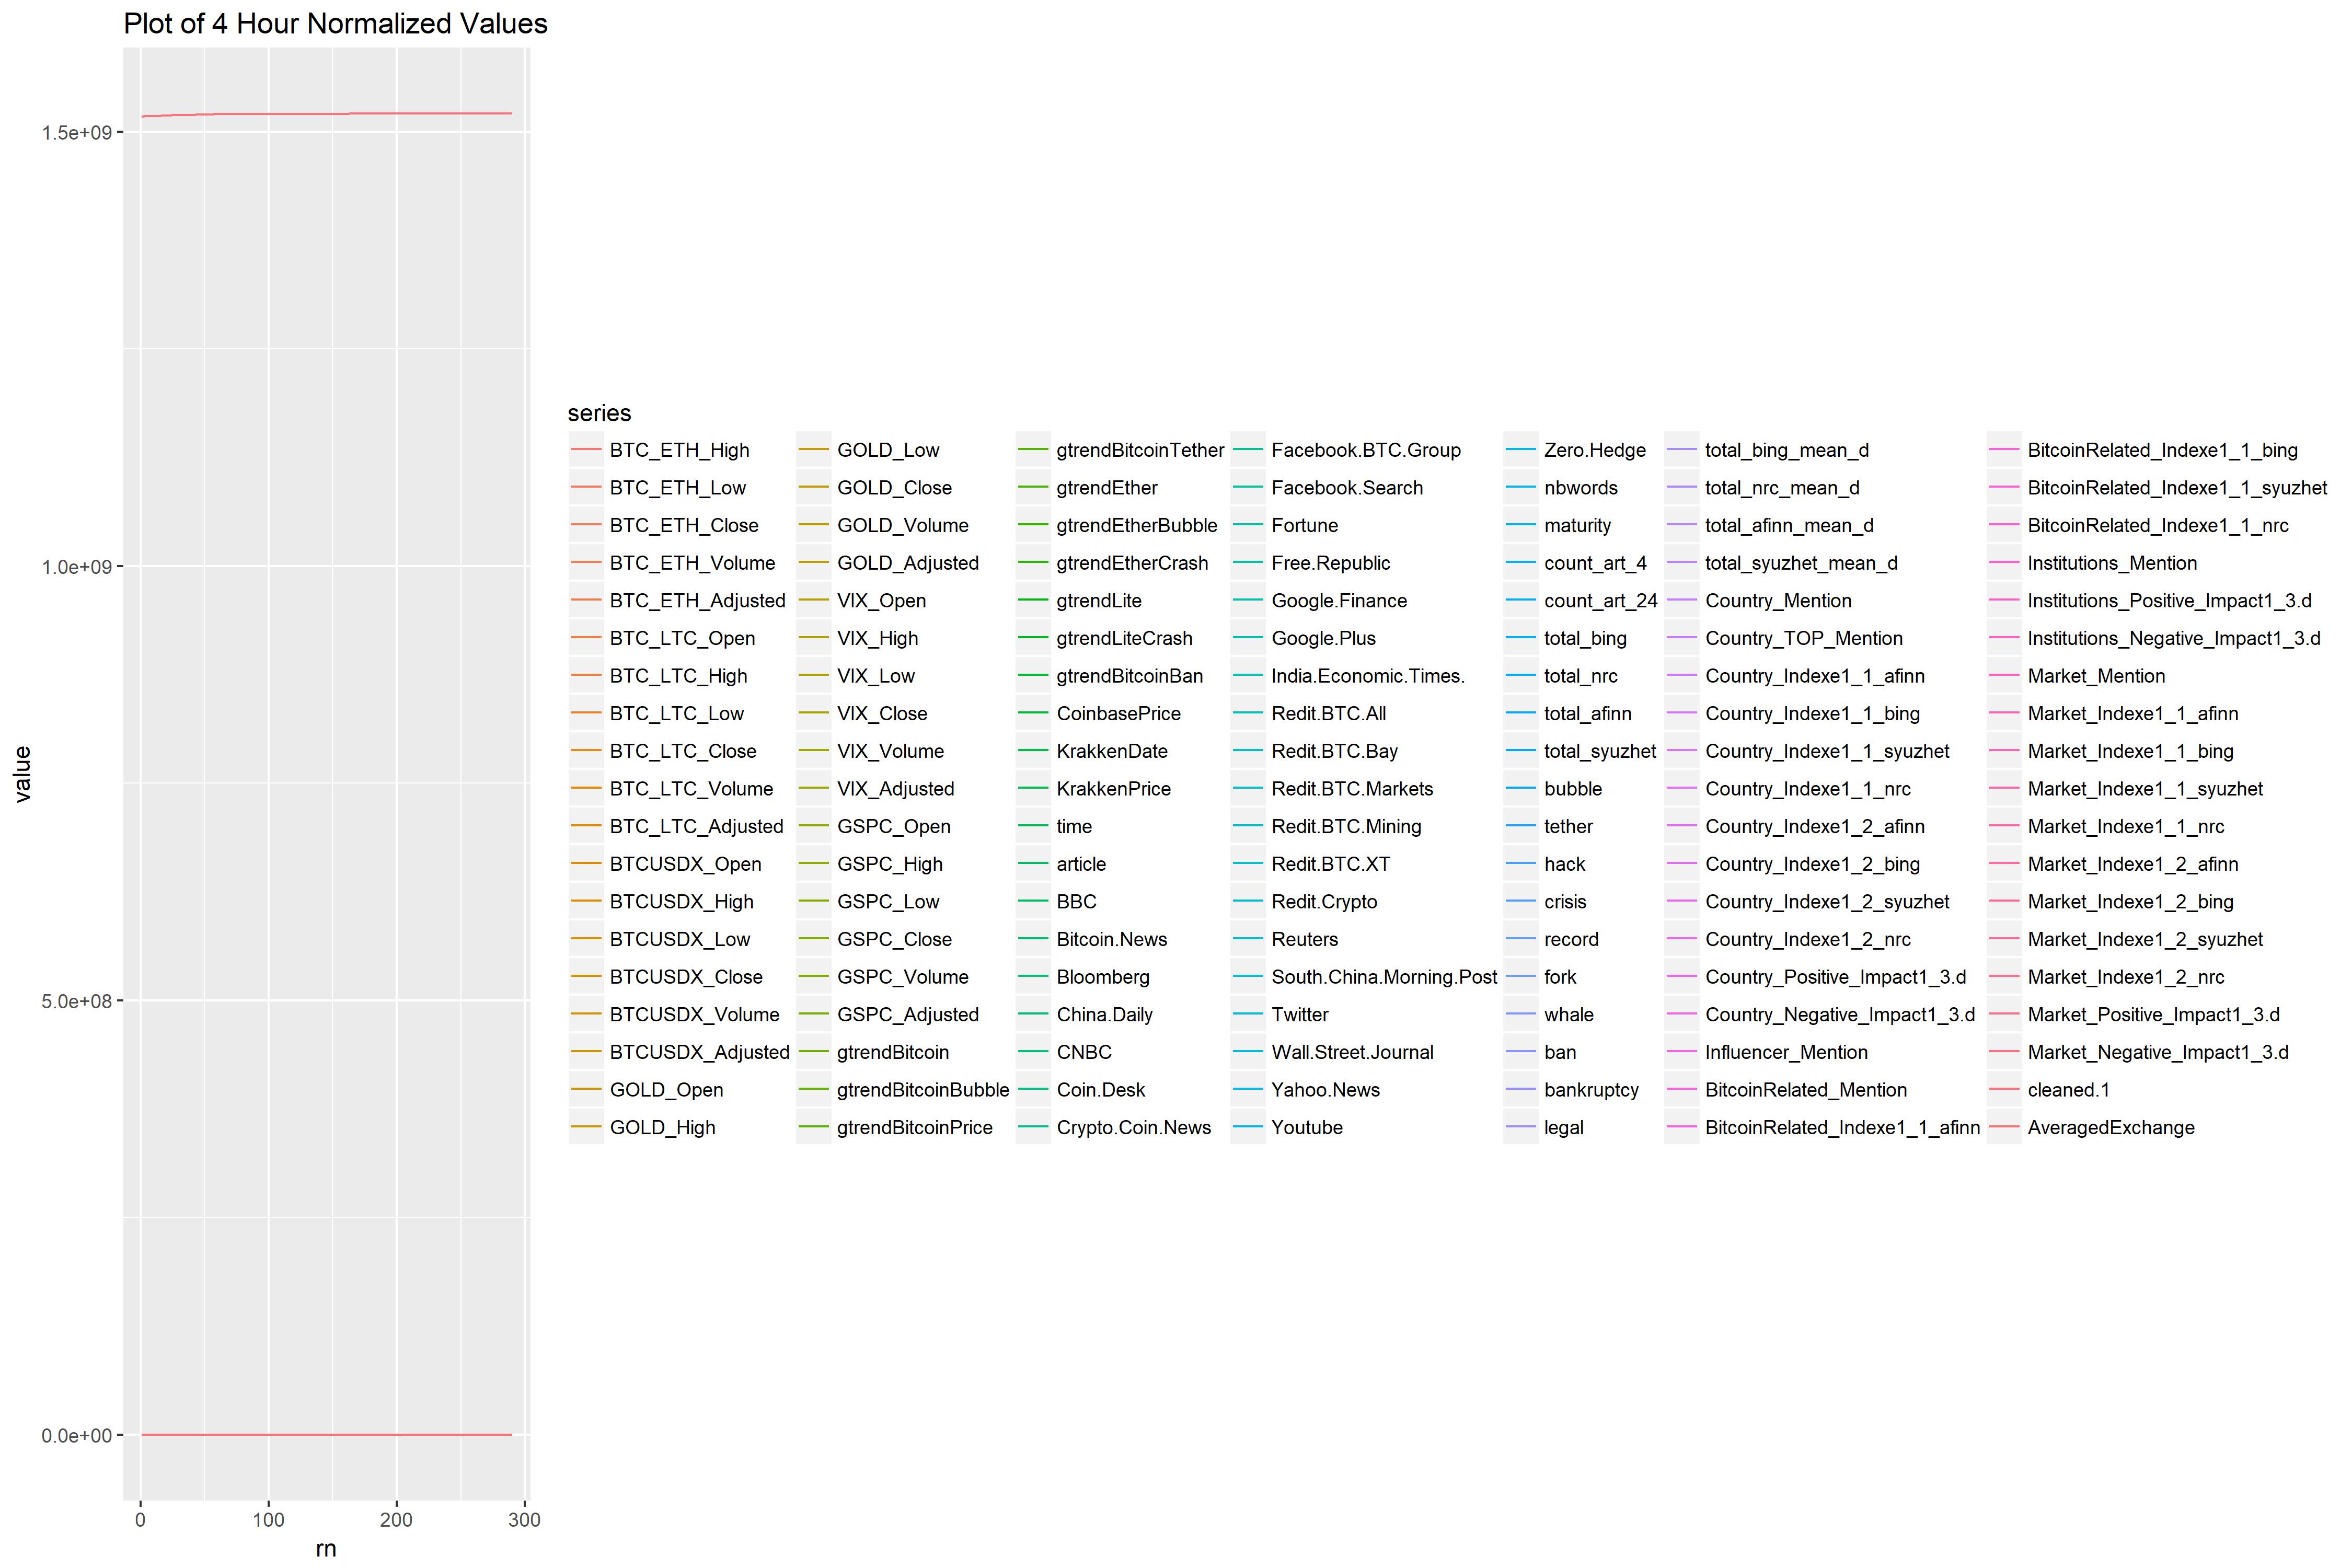 Plot of 4 Hour Normalized Values
value
1.5e+09
1.0e+09
5.0e+08
0.0e+00
0
100
200
300
rn
series
BTC_ETH_High
BTC_ETH_Low
BTC_ETH_Close
BTC_ETH_Volume
BTC_ETH_Adjusted
BTC_LTC_Open
BTC_LTC_High
BTC_LTC_Low
BTC_LTC_Close
BTC_LTC_Volume
BTC_LTC_Adjusted
BTCUSDX_Open
BTCUSDX_High
BTCUSDX_Low
BTCUSDX_Close
BTCUSDX_Volume
BTCUSDX_Adjusted
GOLD_Open
GOLD_High
GOLD_Low
GOLD_Close
GOLD_Volume
GOLD_Adjusted
VIX_Open
VIX_High
VIX_Low
VIX_Close
VIX_Volume
VIX_Adjusted
GSPC_Open
GSPC_High
GSPC_Low
GSPC_Close
GSPC_Volume
GSPC_Adjusted
gtrendBitcoin
gtrendBitcoinBubble
gtrendBitcoinPrice
gtrendBitcoinTether
gtrendEther
gtrendEtherBubble
gtrendEtherCrash
gtrendLite
gtrendLiteCrash
gtrendBitcoinBan
CoinbasePrice
KrakkenDate
KrakkenPrice
time
article
BBC
Bitcoin.News
Bloomberg
China.Daily
CNBC
Coin.Desk
Crypto.Coin.News
Facebook.BTC.Group
Facebook.Search
Fortune
Free.Republic
Google.Finance
Google.Plus
India.Economic.Times.
Redit.BTC.All
Redit.BTC.Bay
Redit.BTC.Markets
Redit.BTC.Mining
Redit.BTC.XT
Redit.Crypto
Reuters
South.China.Morning.Post
Twitter
Wall.Street.Journal
Yahoo.News
Youtube
Zero.Hedge
nbwords
maturity
count_art_4
count_art_24
total_bing
total_nrc
total_afinn
total_syuzhet
bubble
tether
hack
crisis
record
fork
whale
ban
bankruptcy
legal
total_bing_mean_d
total_nrc_mean_d
total_afinn_mean_d
total_syuzhet_mean_d
Country_Mention
Country_TOP_Mention
Country_Indexe1_1_afinn
Country_Indexe1_1_bing
Country_Indexe1_1_syuzhet
Country_Indexe1_1_nrc
Country_Indexe1_2_afinn
Country_Indexe1_2_bing
Country_Indexe1_2_syuzhet
Country_Indexe1_2_nrc
Country_Positive_Impact1_3.d
Country_Negative_Impact1_3.d
Influencer_Mention
BitcoinRelated_Mention
BitcoinRelated_Indexe1_1_afinn
BitcoinRelated_Indexe1_1_bing
BitcoinRelated_Indexe1_1_syuzhet
BitcoinRelated_Indexe1_1_nrc
Institutions_Mention
Institutions_Positive_Impact1_3.d
Institutions_Negative_Impact1_3.d
Market_Mention
Market_Indexe1_1_afinn
Market_Indexe1_1_bing
Market_Indexe1_1_syuzhet
Market_Indexe1_1_nrc
Market_Indexe1_2_afinn
Market_Indexe1_2_bing
Market_Indexe1_2_syuzhet
Market_Indexe1_2_nrc
Market_Positive_Impact1_3.d
Market_Negative_Impact1_3.d
cleaned.1
AveragedExchange